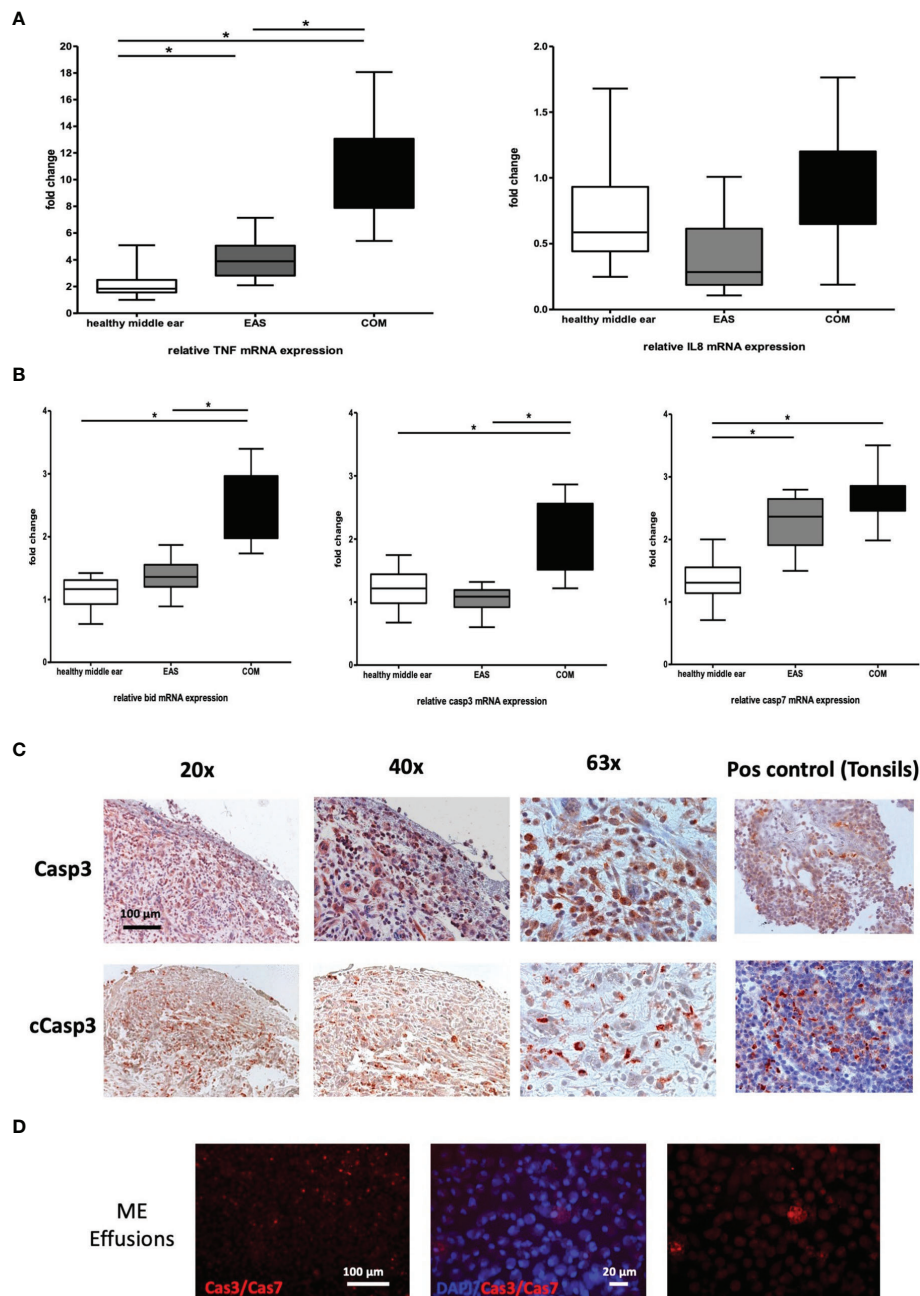 A
* *
*
20
18
16
14
12
10
8
6
4
2
0
fold change
healthy middle ear EAS COM
relative TNF mRNA expression
2.0
1.5
1.0
0.5
0.0
fold change
healthy middle ear EAS COM
relative IL8 mRNA expression
B
*
*
4
3
2
1
0
fold change
healthy middle ear EAS COM
relative bid mRNA expression
*
*
4
3
2
1
0
fold change
healthy middle ear EAS COM
relative casp3 mRNA expression
*
*
4
3
2
1
0
fold change
healthy middle ear EAS COM
relative casp7 mRNA expression
C
20x 40x 63x Pos control (Tonsils)
Casp3
100 µm
cCasp3
D
ME
Effusions
Cas3/Cas7
100 µm
DAPI/Cas3/Cas7
20 µm